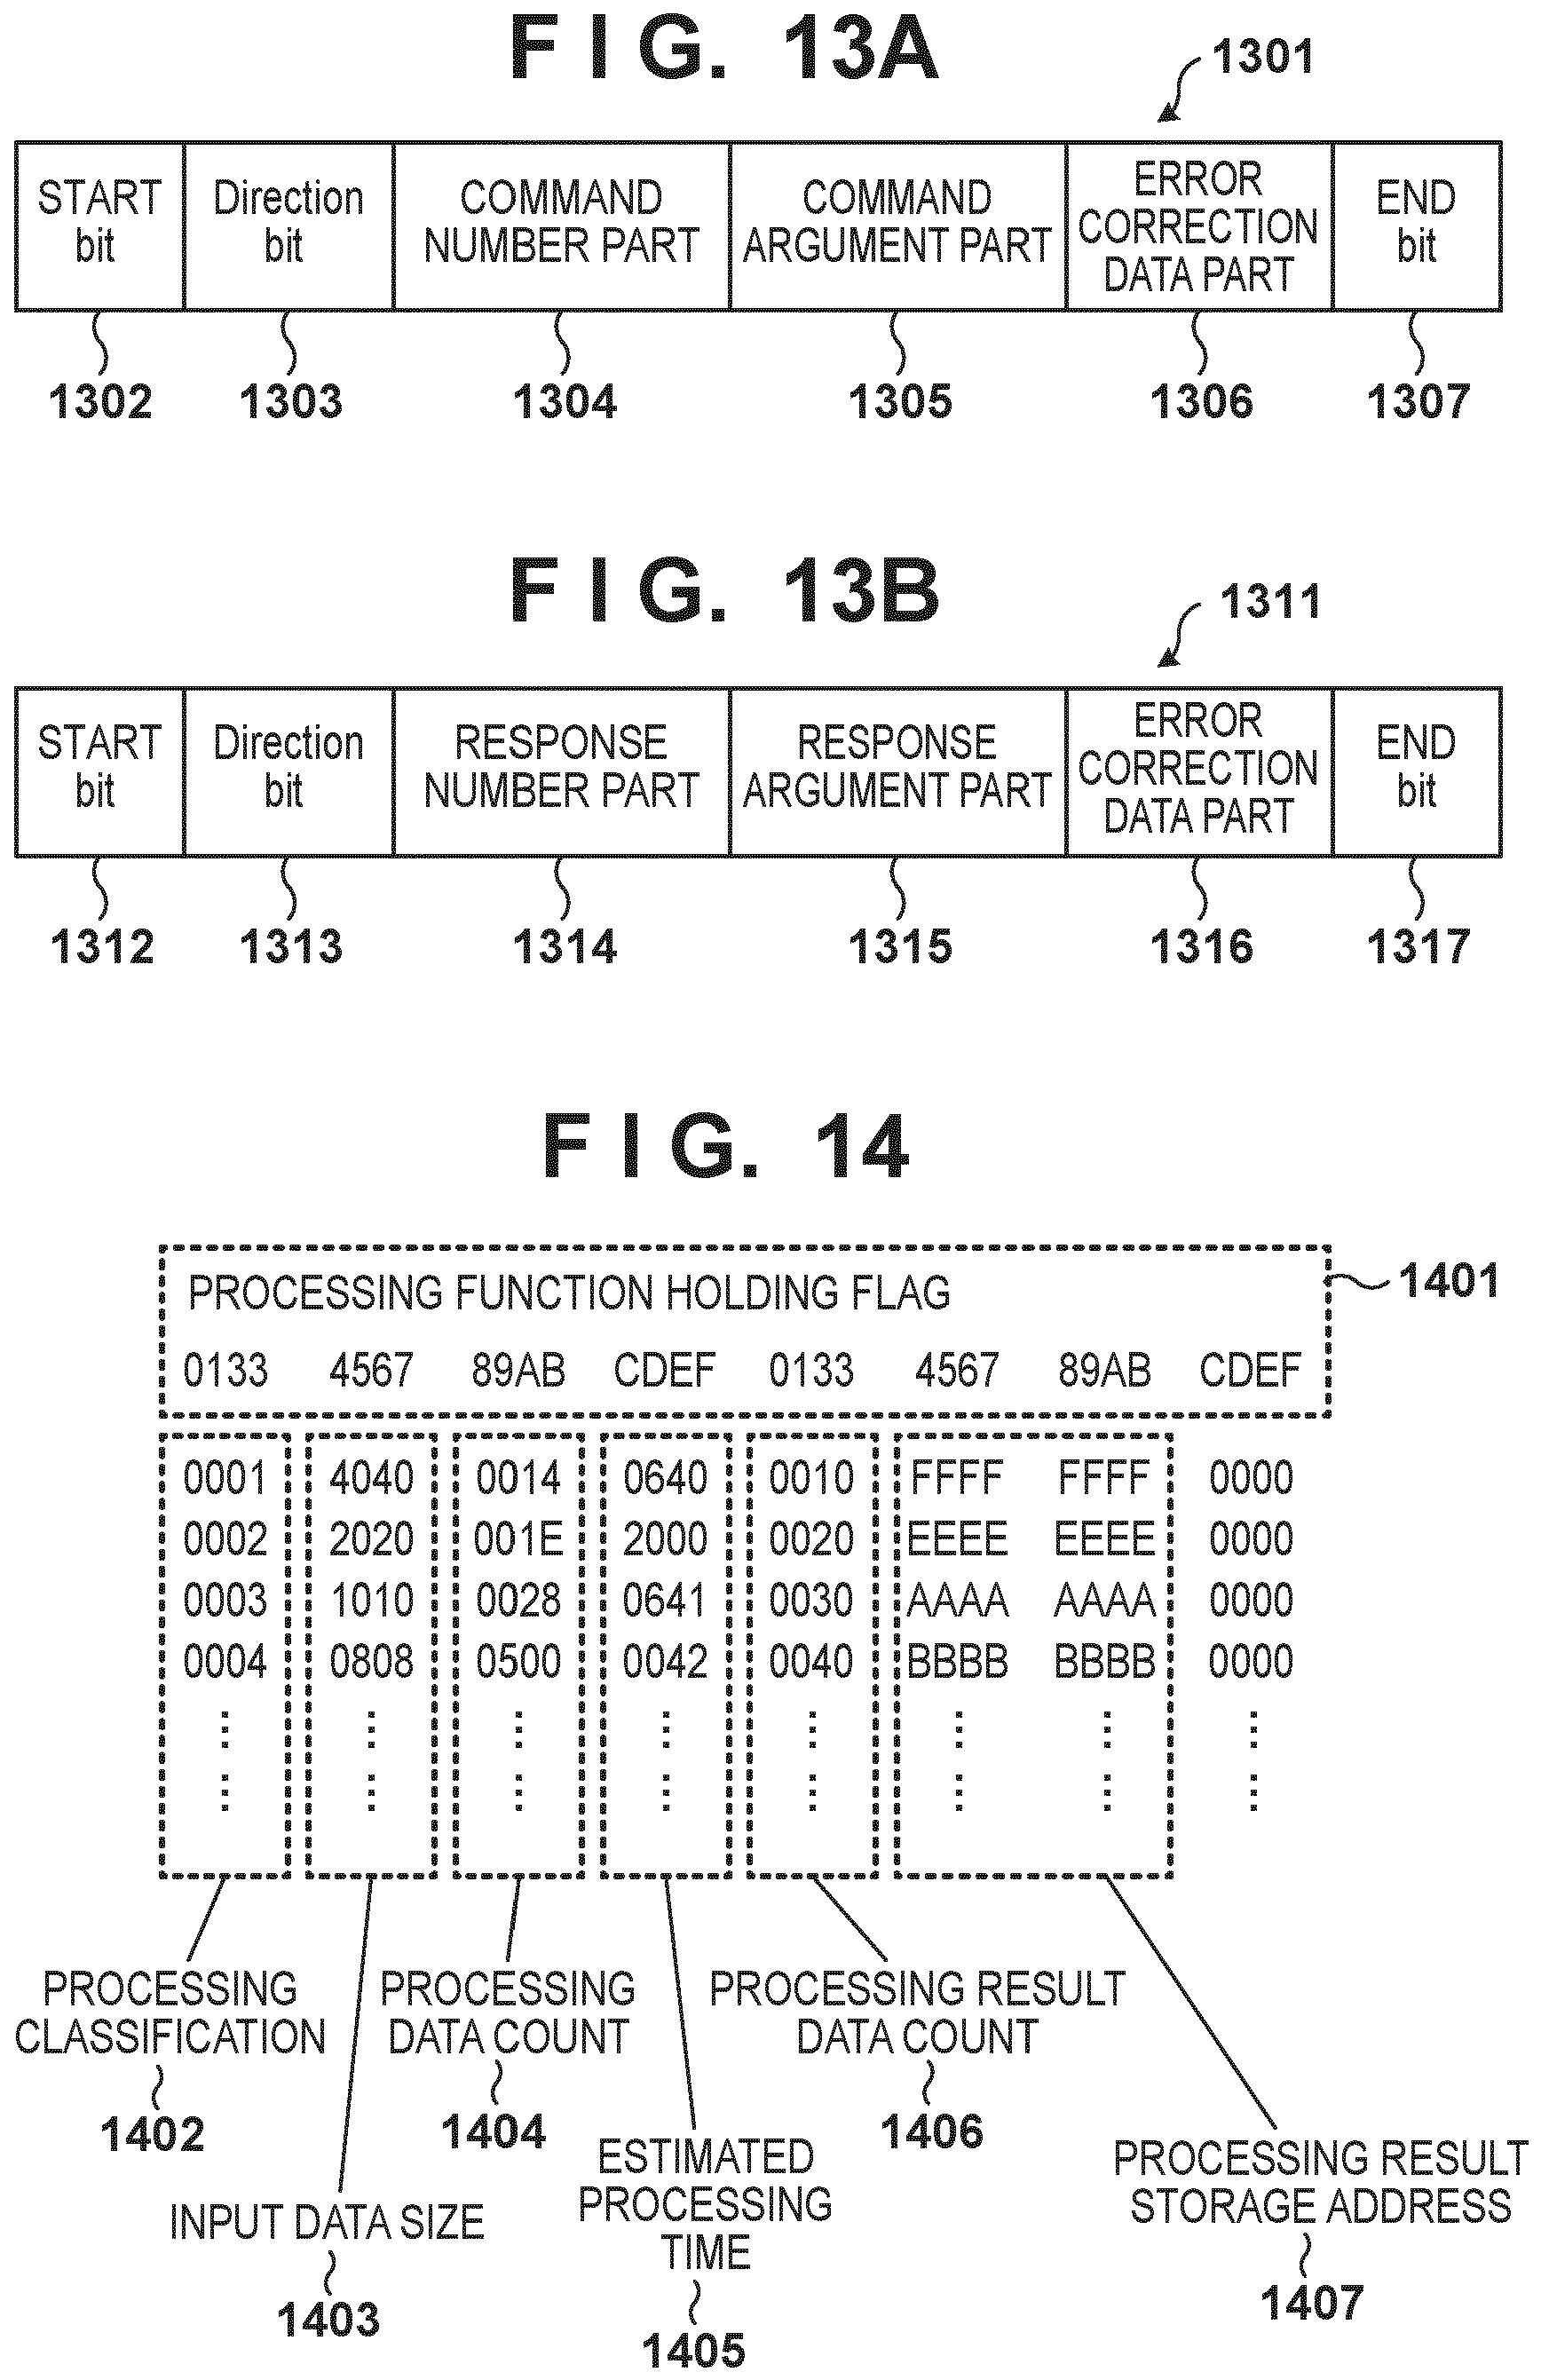 FIG. 13A
1301
START bit
Direction bit
COMMAND NUMBER PART
COMMAND ARGUMENT PART
ERROR CORRECTION DATA PART
END bit
1302 1303 1304 1305 1306 1307
FIG. 13B
1311
START bit
Direction bit
RESPONSE NUMBER PART
RESPONSE ARGUMENT PART
ERROR CORRECTION DATA PART
END bit
1312 1313 1314 1315 1316 1317
FIG. 14
PROCESSING FUNCTION HOLDING FLAG
1401
0133 4567 89AB CDEF 0133 4567 89AB CDEF
0001 4040 0014 0640 0010 FFFF FFFF 0000
0002 2020 001E 2000 0020 EEEE EEEE 0000
0003 1010 0028 0641 0030 AAAA AAAA 0000
0004 0808 0500 0042 0040 BBBB BBBB 0000
PROCESSING CLASSIFICATION
1402
PROCESSING DATA COUNT
1404
PROCESSING RESULT DATA COUNT
1406
INPUT DATA SIZE
1403
ESTIMATED PROCESSING TIME
1405
PROCESSING RESULT STORAGE ADDRESS
1407